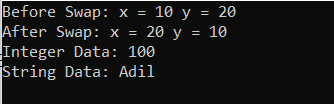 Before Swap: x = 10 y = 20
After Swap: x = 20 y = 10
Integer Data: 100
String Data: Adil